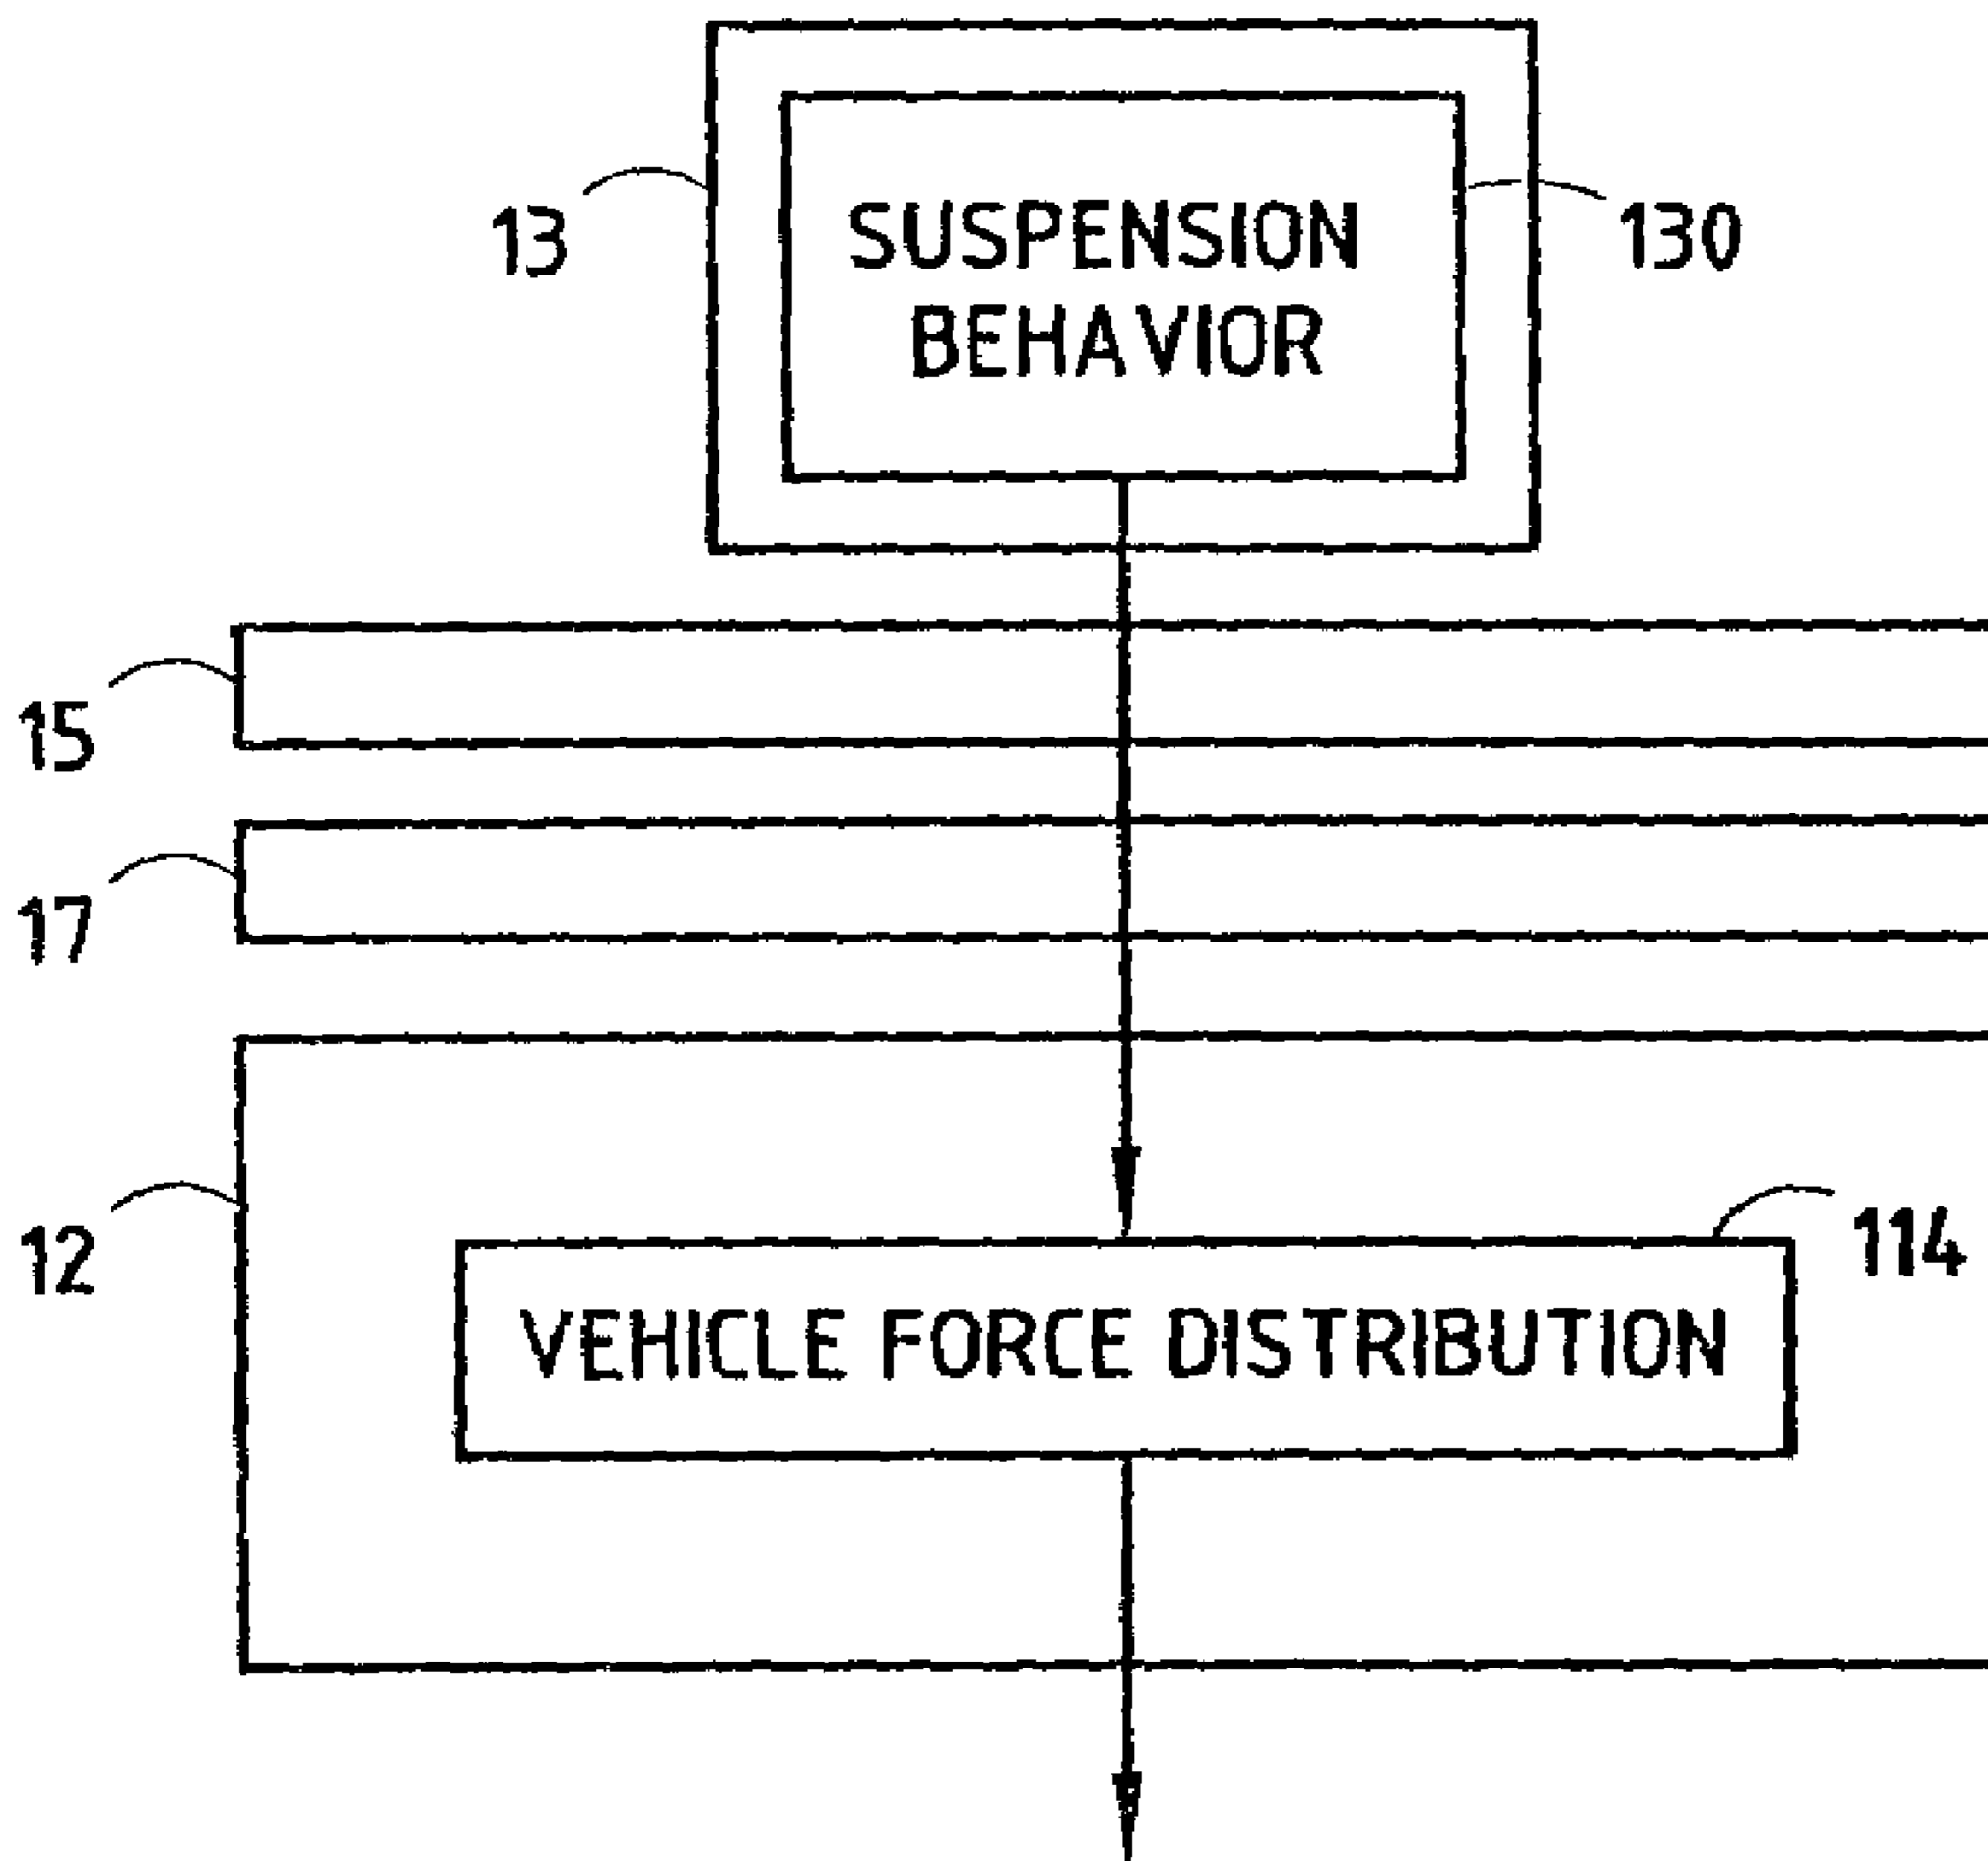 13
SUSPENSION
BEHAVIOR
130
15
17
12
114
VEHICLE FORCE DISTRIBUTION